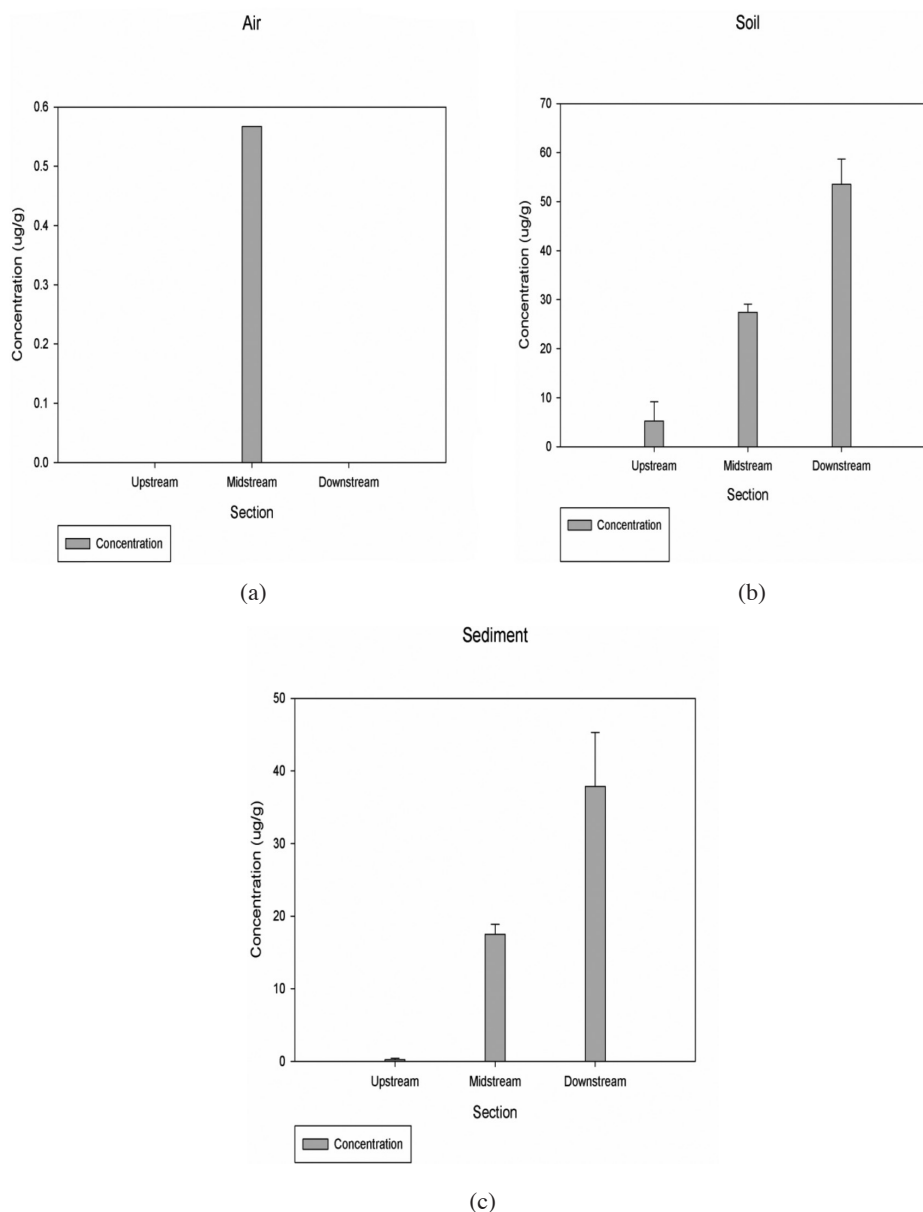 Air
0.6
0.5
0.4
0.3
0.2
0.1
0.0
Concentration (ug/g)
Upstream Midstream Downstream
Section
Concentration
(a)
Soil
70
60
50
40
30
20
10
0
Concentration (ug/g)
Upstream Midstream Downstream
Section
Concentration
(b)
Sediment
50
40
30
20
10
0
Concentration (ug/g)
Upstream Midstream Downstream
Section
Concentration
(c)